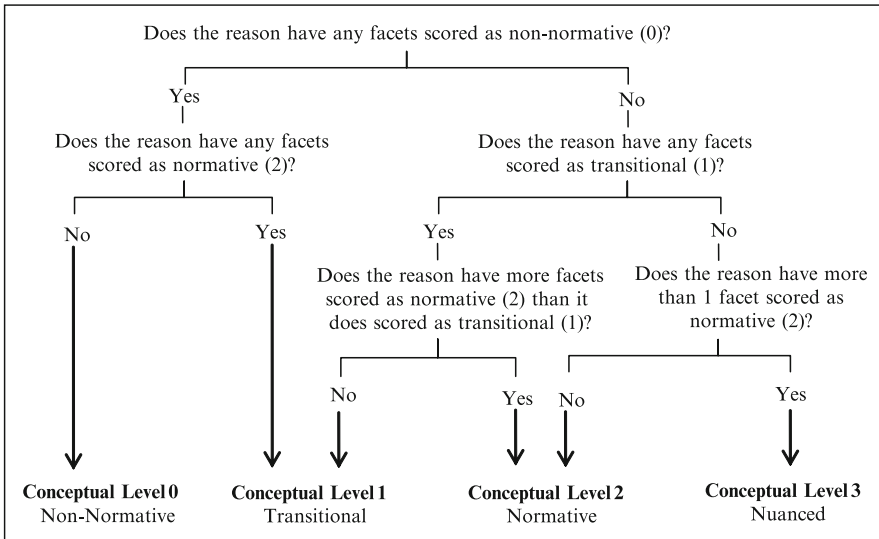 Does the reason have any facets scored as non-normative (0)?
Yes
No
Does the reason have any facets
scored as normative (2)?
Does the reason have any facets
scored as transitional (1)?
No
Yes
Yes
No
Does the reason have more facets
scored as normative (2) than it
does scored as transitional (1)?
Does the reason have more
than 1 facet scored as
normative (2)?
No
Yes
No
Yes
Conceptual Level 0
Non-Normative
Conceptual Level 1
Transitional
Conceptual Level 2
Normative
Conceptual Level 3
Nuanced